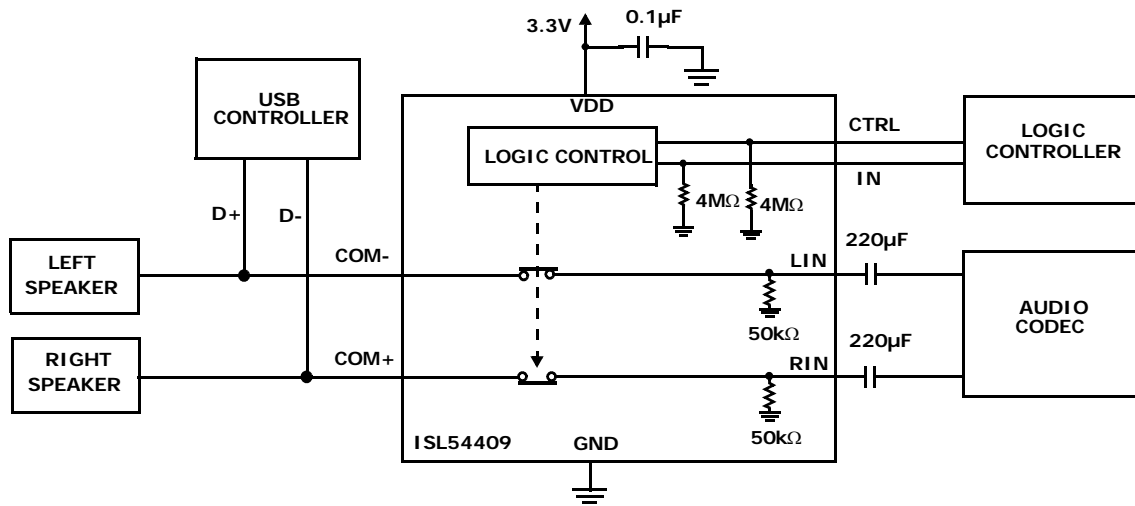 3.3V
0.1µF
USB
CONTROLLER
VDD
LOGIC CONTROL
CTRL
IN
LOGIC
CONTROLLER
4MΩ
4MΩ
D+
D-
LEFT
SPEAKER
COM-
LIN
220µF
50kΩ
AUDIO
CODEC
RIGHT
SPEAKER
COM+
RIN
220µF
50kΩ
ISL54409
GND